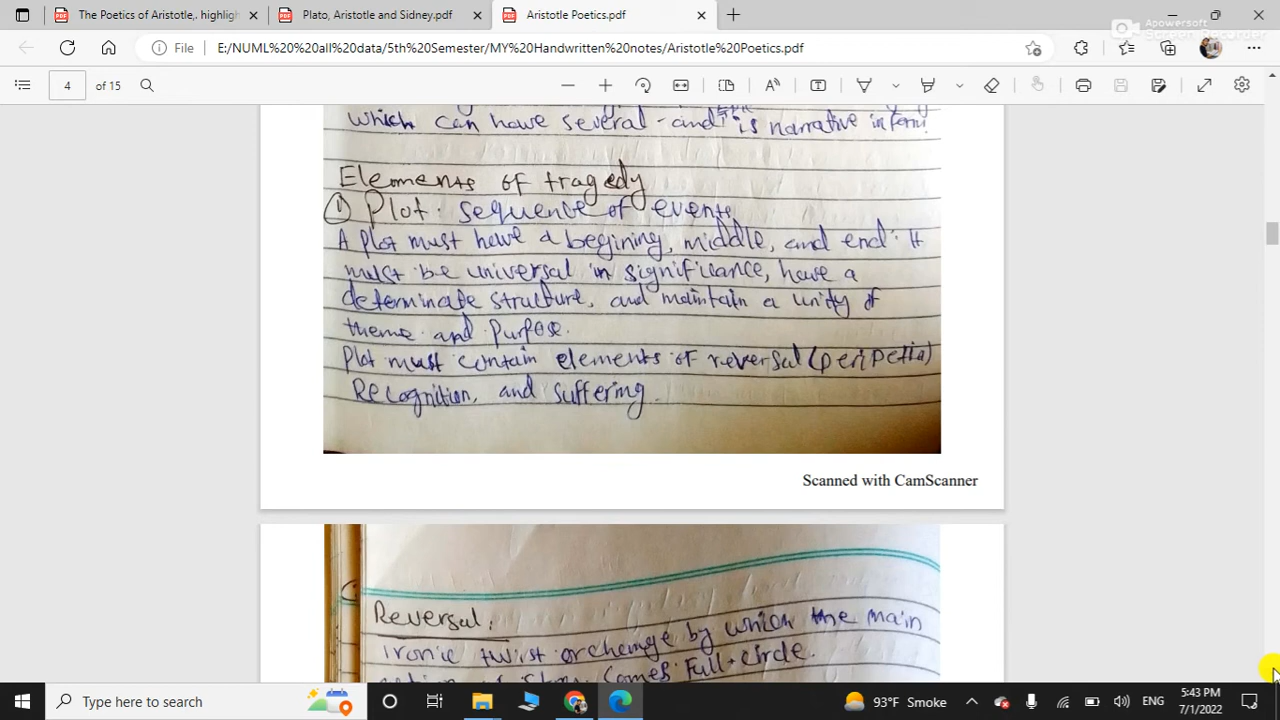 The Poetics of Aristotle,. highligh
Plato, Aristotle and Sidney.pdf
Aristotle Poetics.pdf
Apowersoft
Screen Recorder
File
E:/NUML%20%20all%20data/5th%20Semester/MY%20Handwritten%20notes/Aristotle%20Poetics.pdf
4 of 15
which can have several - and is narrative in form
Elements of tragedy
1 Plot: sequence of events.
A plot must have a begining, middle, and end. It
must be universal in significance, have a
determinate structure, and maintain a unity of
theme and purpose.
Plot must contain elements of reversal (peripetia)
Recognition, and suffering.
Scanned with CamScanner
Reversal:
ironic twist or change by which the main
comes full-circle.
Type here to search
93°F Smoke
ENG
5:43 PM
7/1/2022